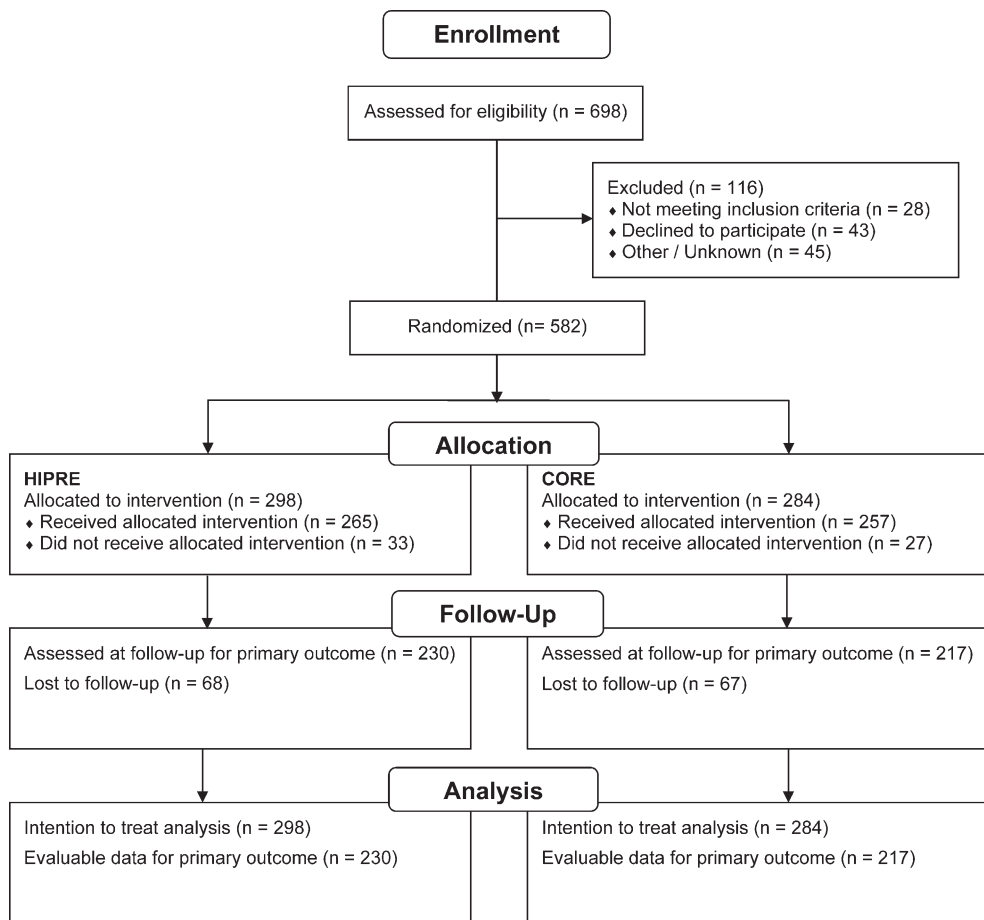 Enrollment
Assessed for eligibility (n = 698)
Excluded (n = 116)
♦ Not meeting inclusion criteria (n = 28)
♦ Declined to participate (n = 43)
♦ Other / Unknown (n = 45)
Randomized (n= 582)
Allocation
HIPRE
Allocated to intervention (n = 298)
♦ Received allocated intervention (n = 265)
♦ Did not receive allocated intervention (n = 33)
CORE
Allocated to intervention (n = 284)
♦ Received allocated intervention (n = 257)
♦ Did not receive allocated intervention (n = 27)
Follow-Up
Assessed at follow-up for primary outcome (n = 230)
Lost to follow-up (n = 68)
Assessed at follow-up for primary outcome (n = 217)
Lost to follow-up (n = 67)
Analysis
Intention to treat analysis (n = 298)
Evaluable data for primary outcome (n = 230)
Intention to treat analysis (n = 284)
Evaluable data for primary outcome (n = 217)